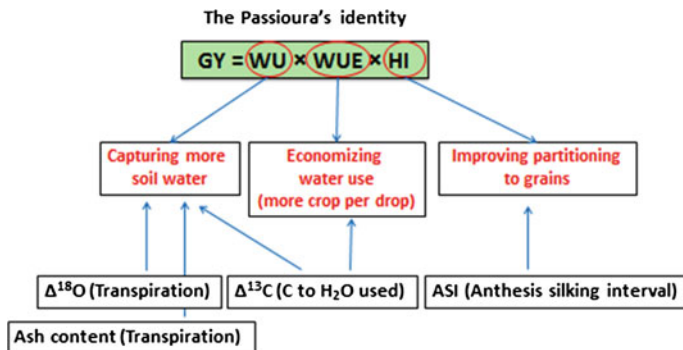 The Passioura's identity
GY = WU × WUE × HI
Capturing more
soil water
Economizing
water use
(more crop per drop)
Improving partitioning
to grains
Δ¹⁸O (Transpiration)
Δ¹³C (C to H₂O used)
ASI (Anthesis silking interval)
Ash content (Transpiration)